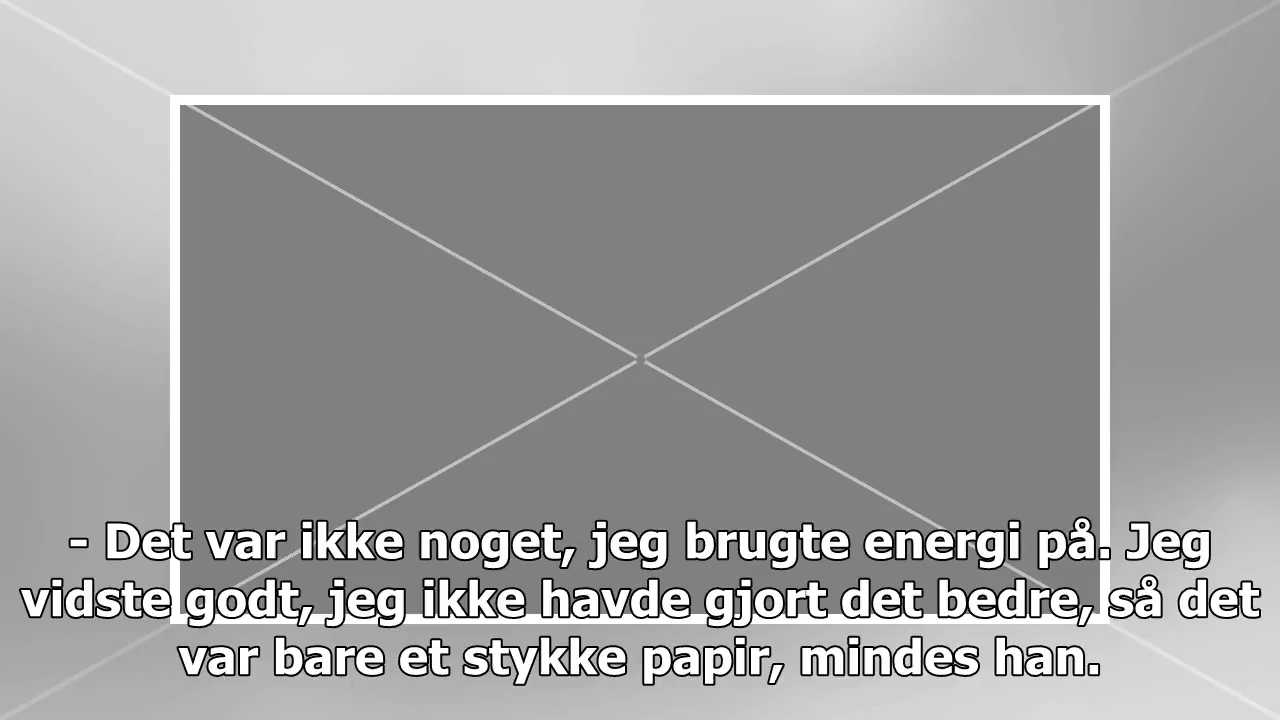 - Det var ikke noget, jeg brugte energi på. Jeg
vidste godt, jeg ikke havde gjort det bedre, så det
var bare et stykke papir, mindes han.